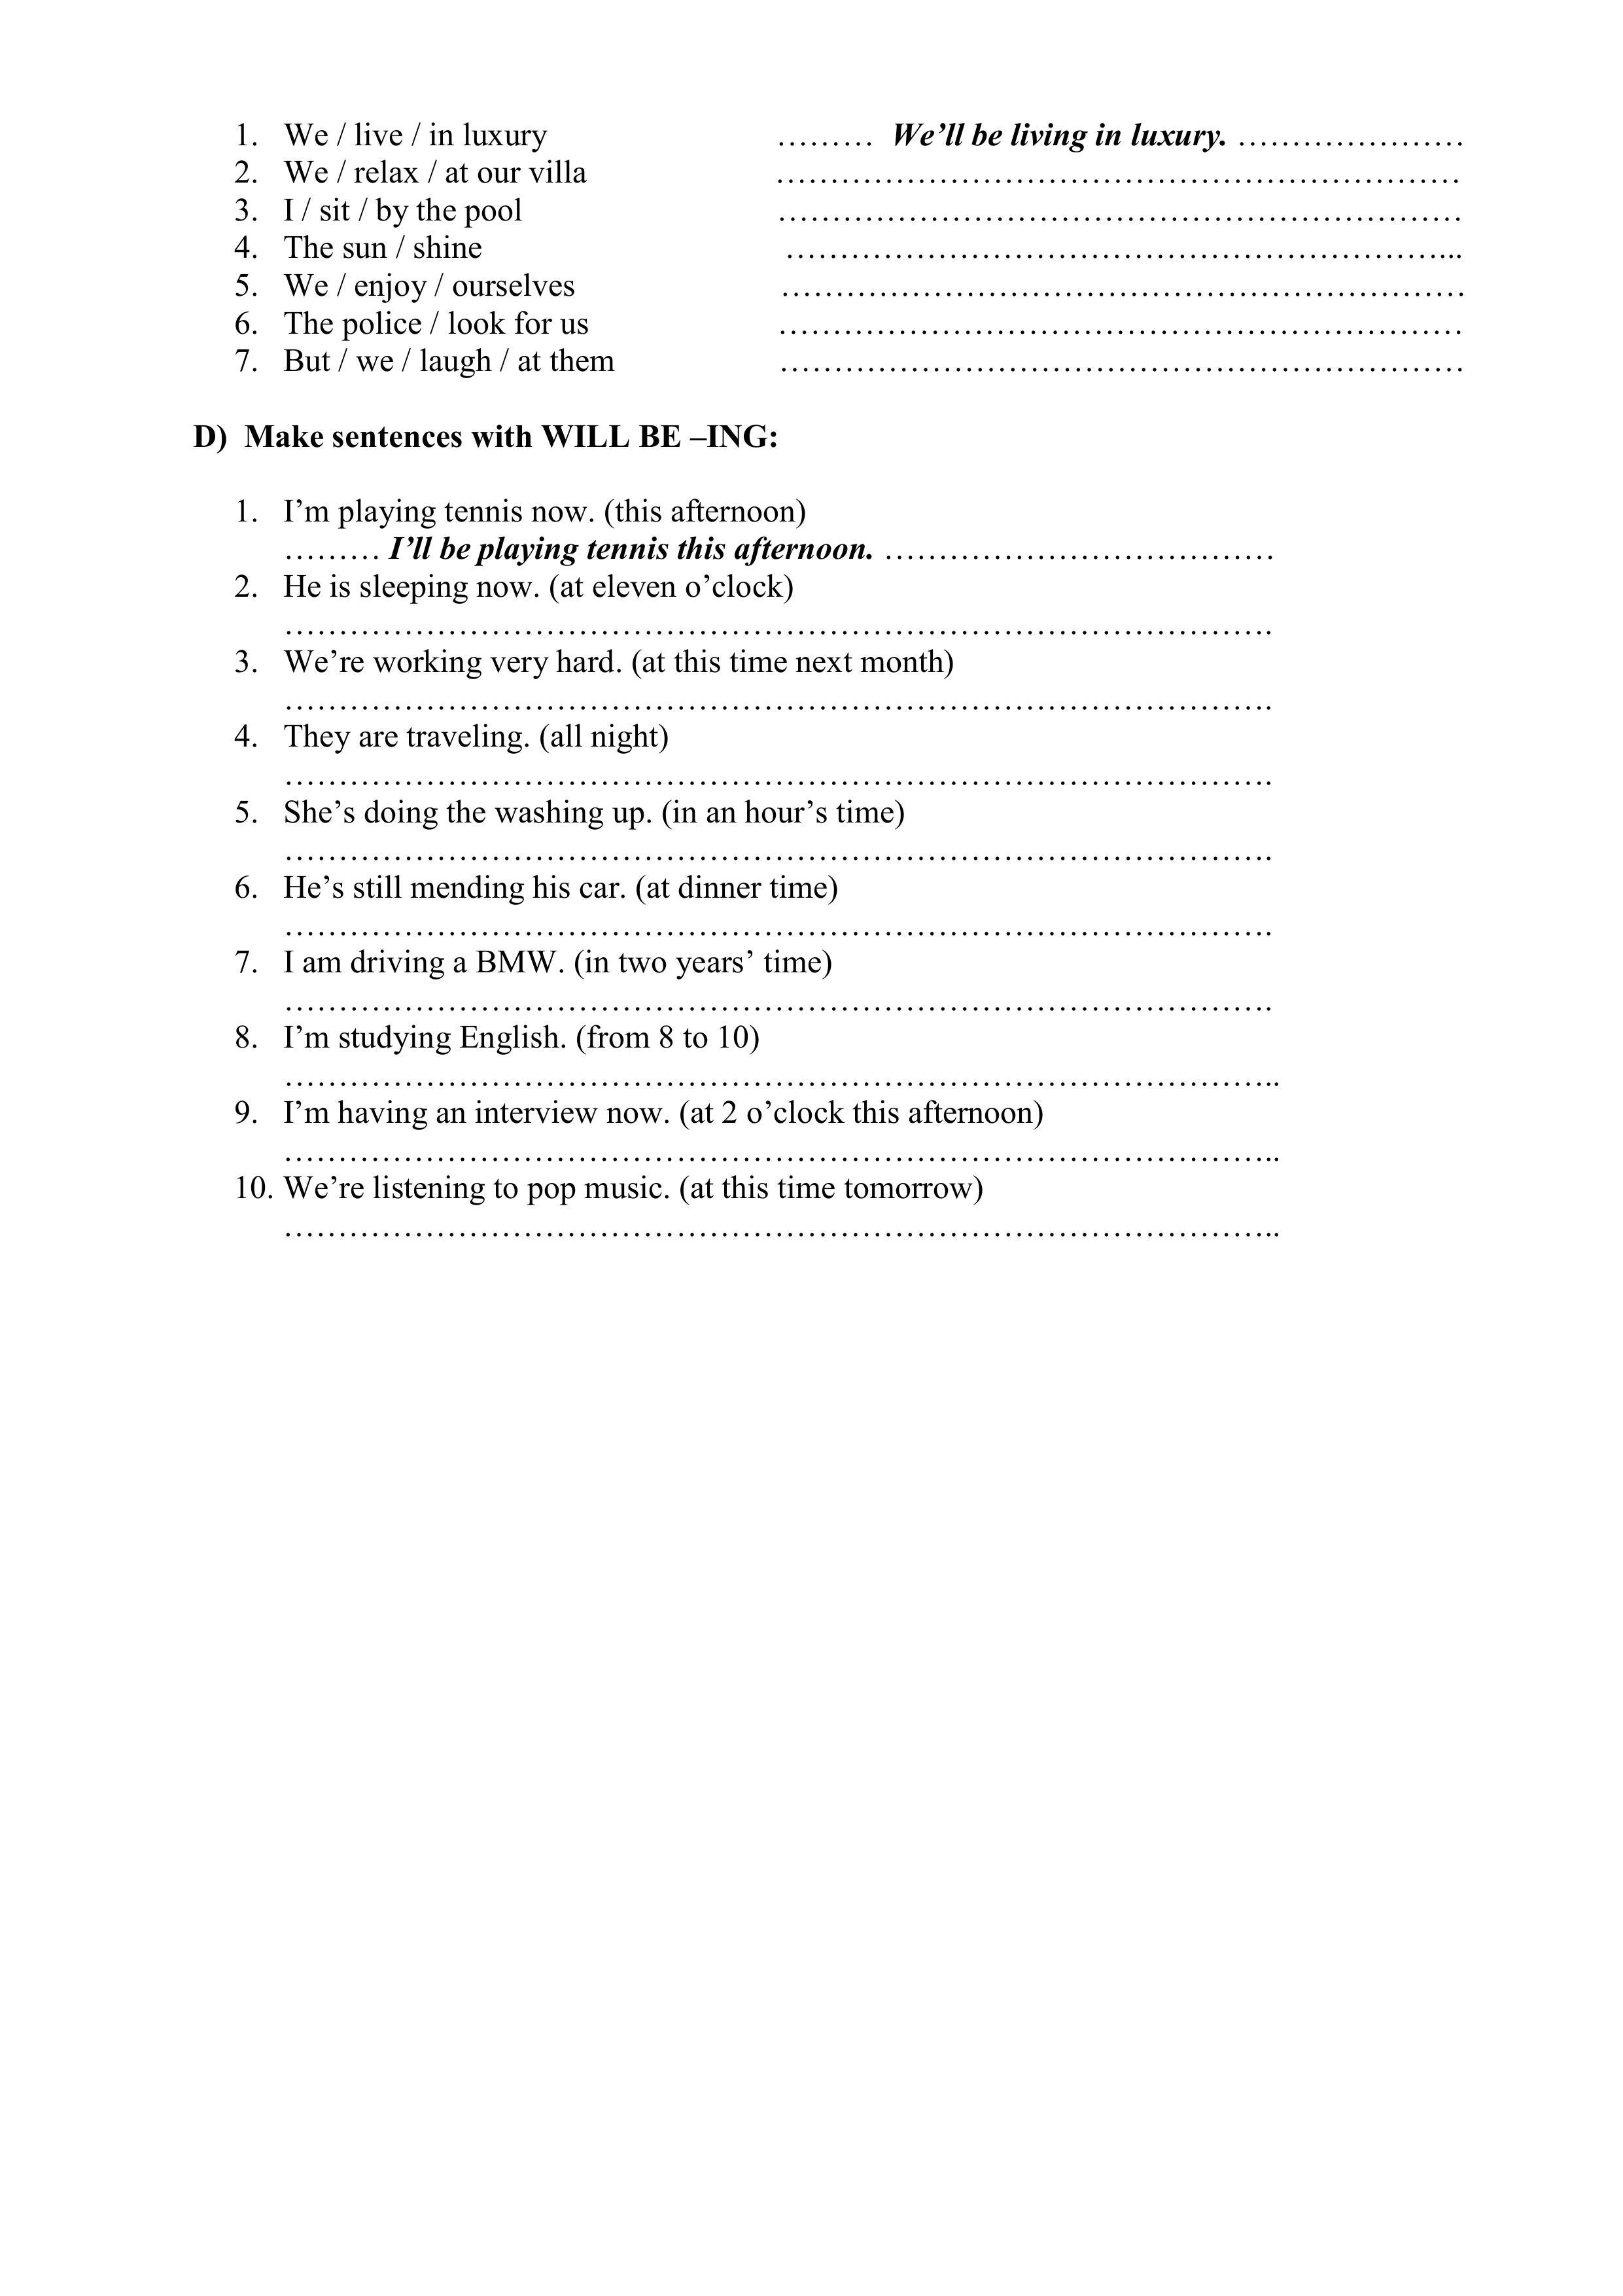 1. We / live / in luxury ……… We’ll be living in luxury. …………………
2. We / relax / at our villa ………………………………………………………
3. I / sit / by the pool ………………………………………………………
4. The sun / shine ……………………………………………………...
5. We / enjoy / ourselves ………………………………………………………
6. The police / look for us ………………………………………………………
7. But / we / laugh / at them ………………………………………………………
D) Make sentences with WILL BE –ING:
1. I’m playing tennis now. (this afternoon)
……… I’ll be playing tennis this afternoon. ………………………………
2. He is sleeping now. (at eleven o’clock)
……………………………………………………………………………….
3. We’re working very hard. (at this time next month)
……………………………………………………………………………….
4. They are traveling. (all night)
……………………………………………………………………………….
5. She’s doing the washing up. (in an hour’s time)
……………………………………………………………………………….
6. He’s still mending his car. (at dinner time)
……………………………………………………………………………….
7. I am driving a BMW. (in two years’ time)
……………………………………………………………………………….
8. I’m studying English. (from 8 to 10)
………………………………………………………………………………..
9. I’m having an interview now. (at 2 o’clock this afternoon)
………………………………………………………………………………..
10. We’re listening to pop music. (at this time tomorrow)
………………………………………………………………………………..